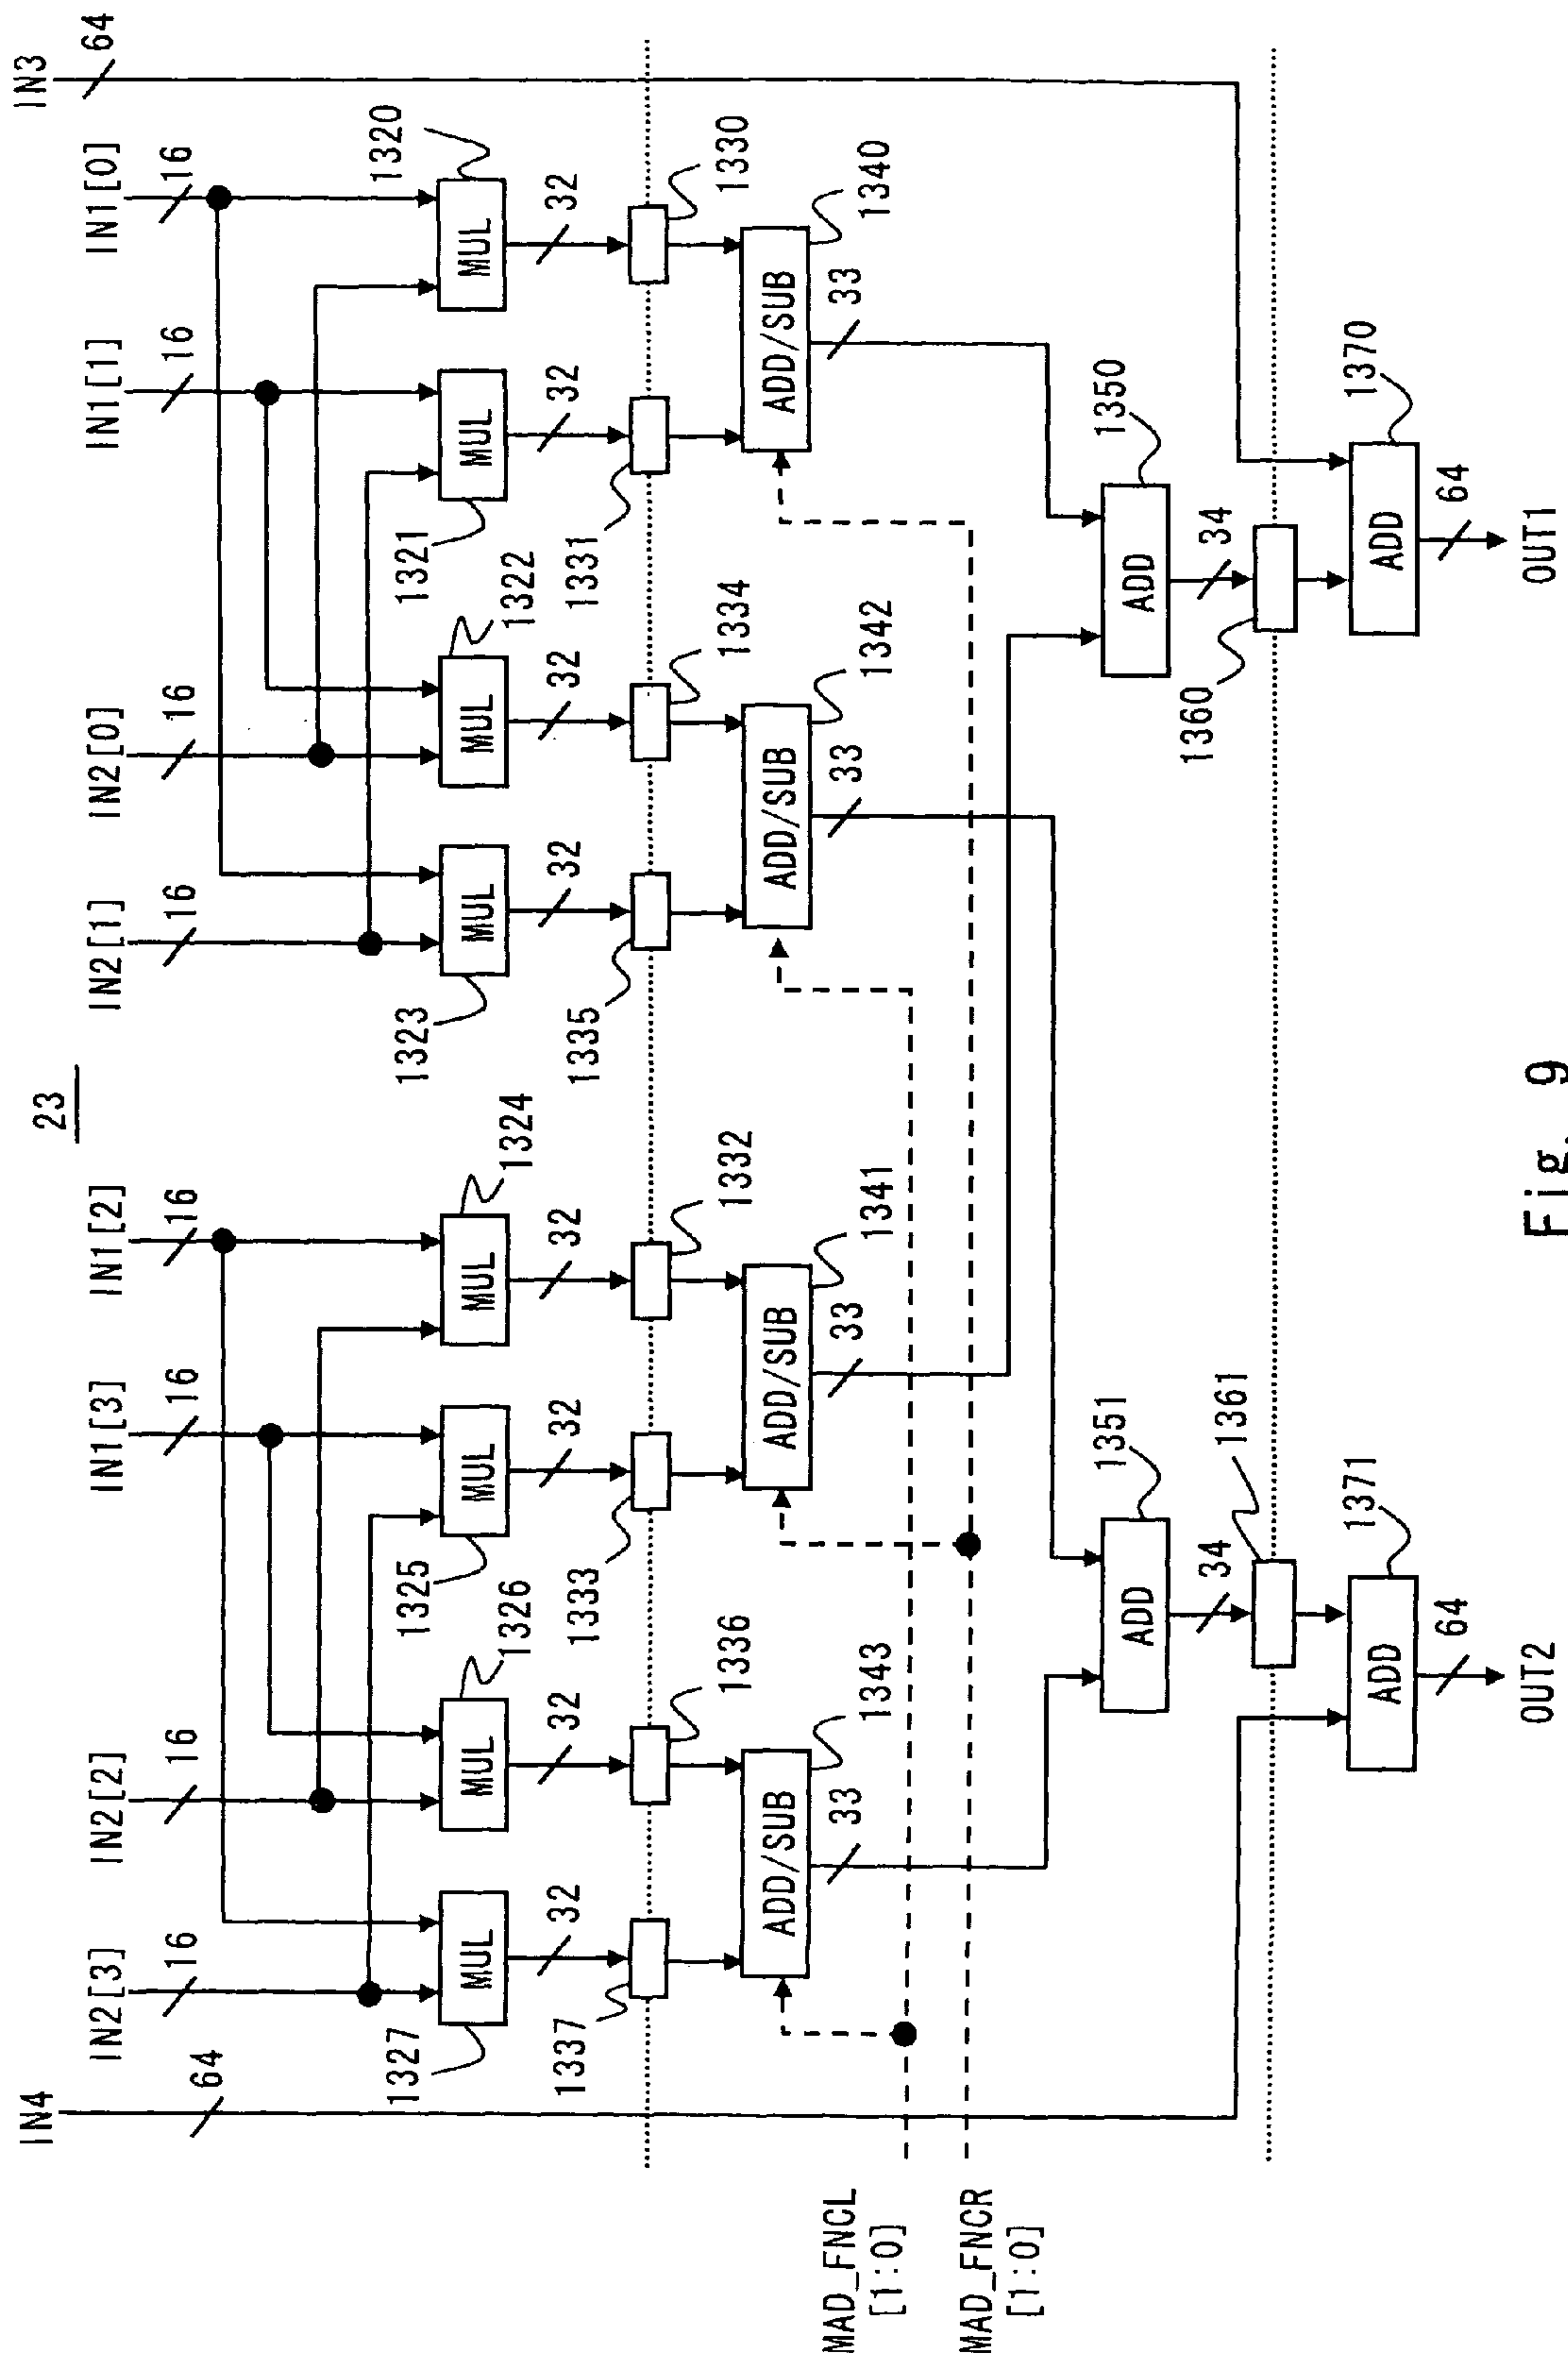 23
IN4
64
IN2[3]
16
IN2[2]
16
IN1[3]
16
IN1[2]
16
IN2[1]
16
IN2[0]
16
IN1[1]
16
IN1[0]
16
IN3
64
1327
MUL
1326
MUL
1325
MUL
1324
MUL
1323
MUL
1322
MUL
1321
MUL
1320
MUL
32
32
32
32
32
32
32
32
1337
1336
1333
1332
1335
1334
1331
1330
ADD/SUB
1343
ADD/SUB
1341
ADD/SUB
1342
ADD/SUB
1340
33
33
33
33
MAD_FNCL
[1:0]
MAD_FNCR
[1:0]
ADD
1351
ADD
1350
34
1361
34
1360
ADD
1371
ADD
1370
64
64
OUT2
OUT1
Fig. 9